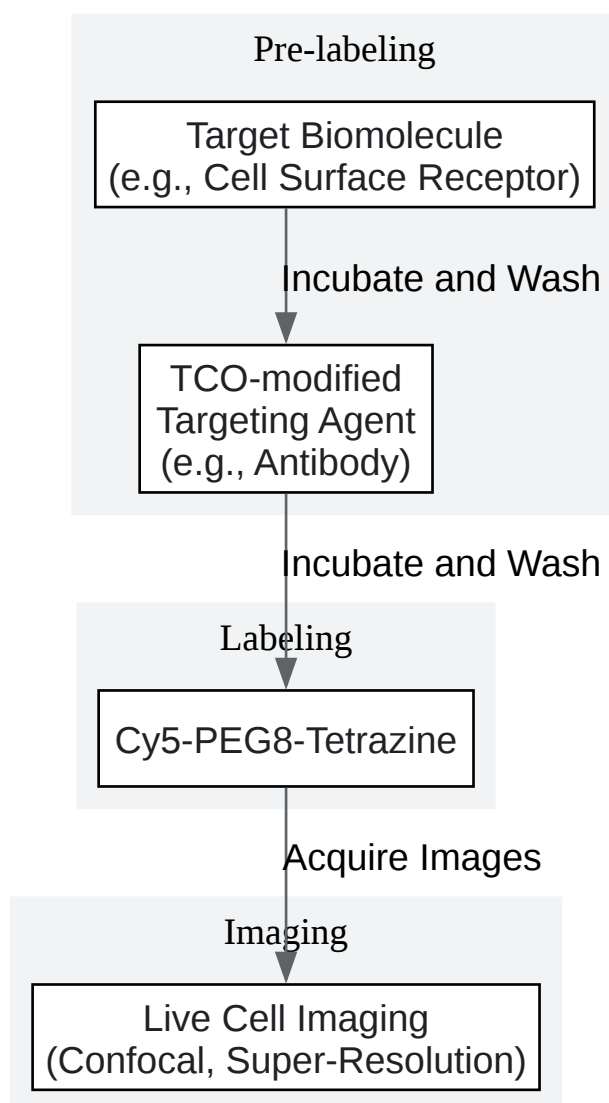 Pre-labeling
Target Biomolecule
(e.g., Cell Surface Receptor)
Incubate and Wash
TCO-modified
Targeting Agent
(e.g., Antibody)
Incubate and Wash
Labeling
Cy5-PEG8-Tetrazine
Acquire Images
Imaging
Live Cell Imaging
(Confocal, Super-Resolution)